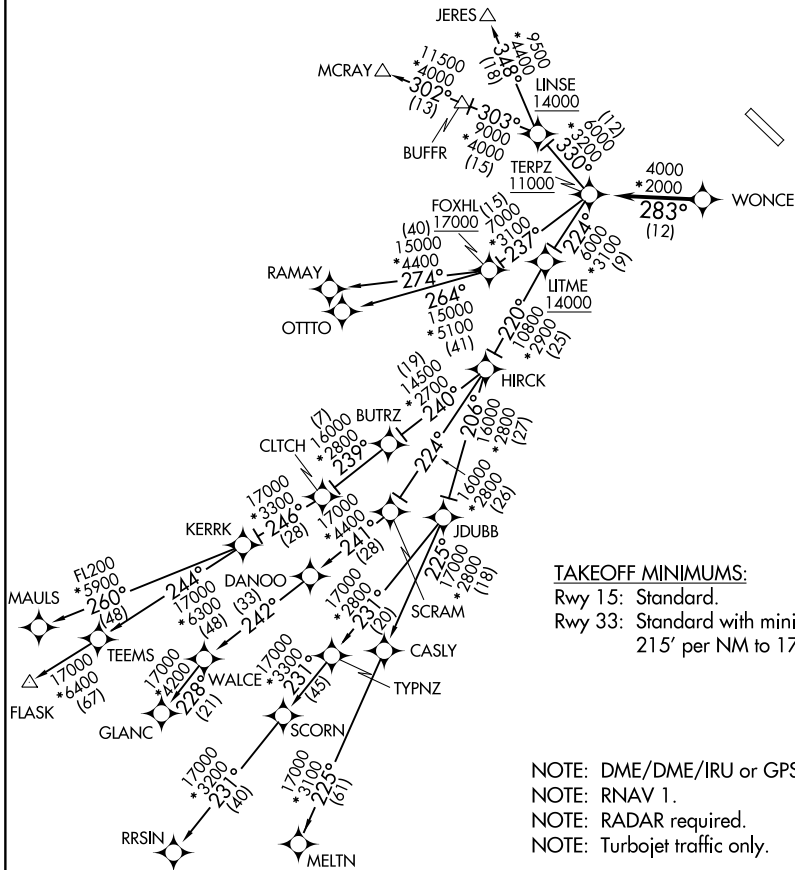 JERES
9500
*4400
348°
(18)
MCRAY
11500
*4000
302°
(13)
BUFFR
303°
9000
*4000
(15)
LINSE
14000
(12)
6000
*3200
330°
TERPZ
11000
4000
*2000
283°
(12)
WONCE
FOXHL
17000
(15)
7000
*3100
237°
224°
6000
*3100
(9)
LITME
14000
(40)
15000
*4400
274°
RAMAY
264°
15000
*5100
(41)
OTTTO
220°
10800
*2900
(25)
HIRCK
(19)
14500
*2700
240°
BUTRZ
206°
16000
*2800
(27)
224°
16000
*2800
(26)
(7)
16000
*2800
239°
CLTCH
17000
*3300
246°
(28)
KERRK
17000
*4400
241°
(28)
SCRAM
JDUBB
FL200
*5900
260°
(48)
MAULS
244°
17000
*6300
(48)
TEEMS
17000
*6400
(67)
FLASK
DANOO
(33)
242°
WALCE
17000
*4200
228°
(21)
GLANC
17000
*2800
231°
(20)
TYPNZ
225°
17000
*2800
(18)
CASLY
17000
*3300
231°
(45)
SCORN
17000
*3200
231°
(40)
RRSIN
17000
*3100
225°
(61)
MELTN
TAKEOFF MINIMUMS:
Rwy 15: Standard.
Rwy 33: Standard with mini
215' per NM to 17
NOTE: DME/DME/IRU or GPS
NOTE: RNAV 1.
NOTE: RADAR required.
NOTE: Turbojet traffic only.